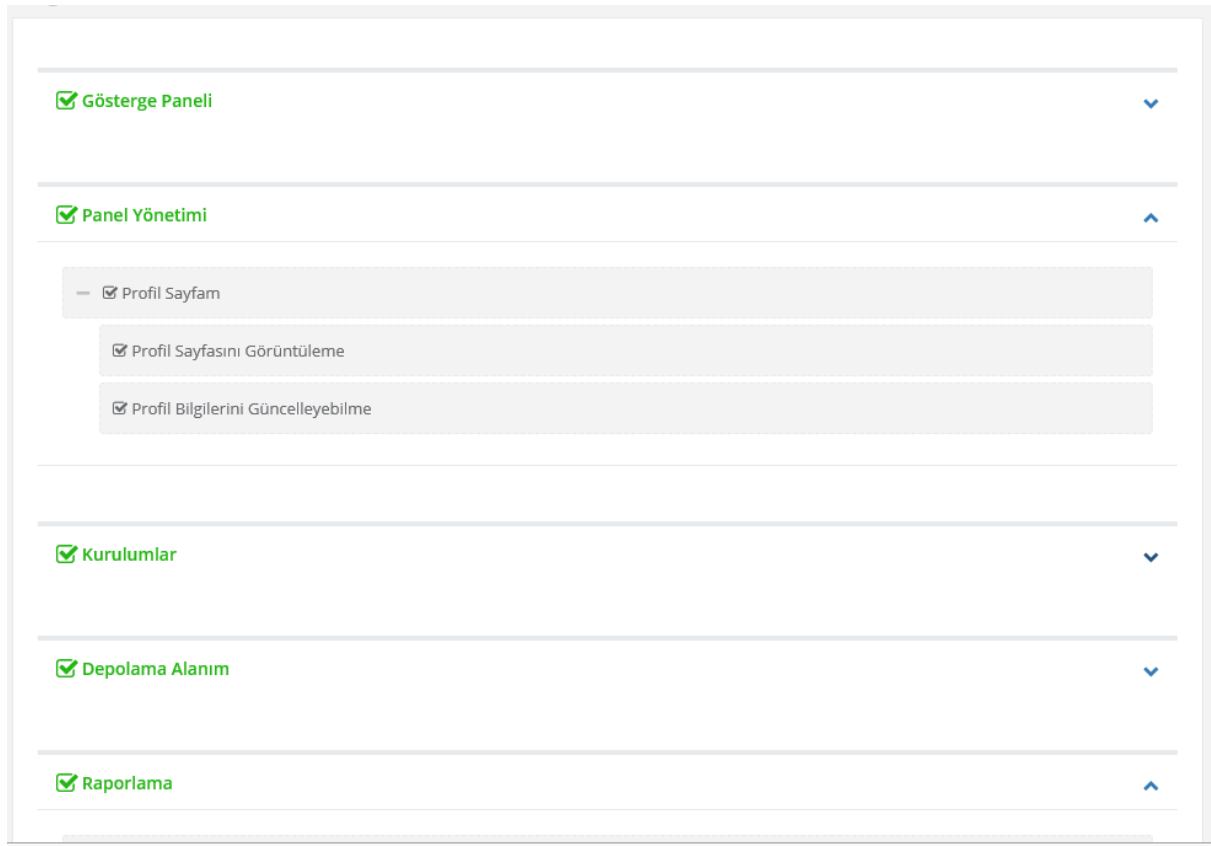 Gösterge Paneli
Panel Yönetimi
Profil Sayfam
Profil Sayfasını Görüntüleme
Profil Bilgilerini Güncelleyebilme
Kurulumlar
Depolama Alanım
Raporlama